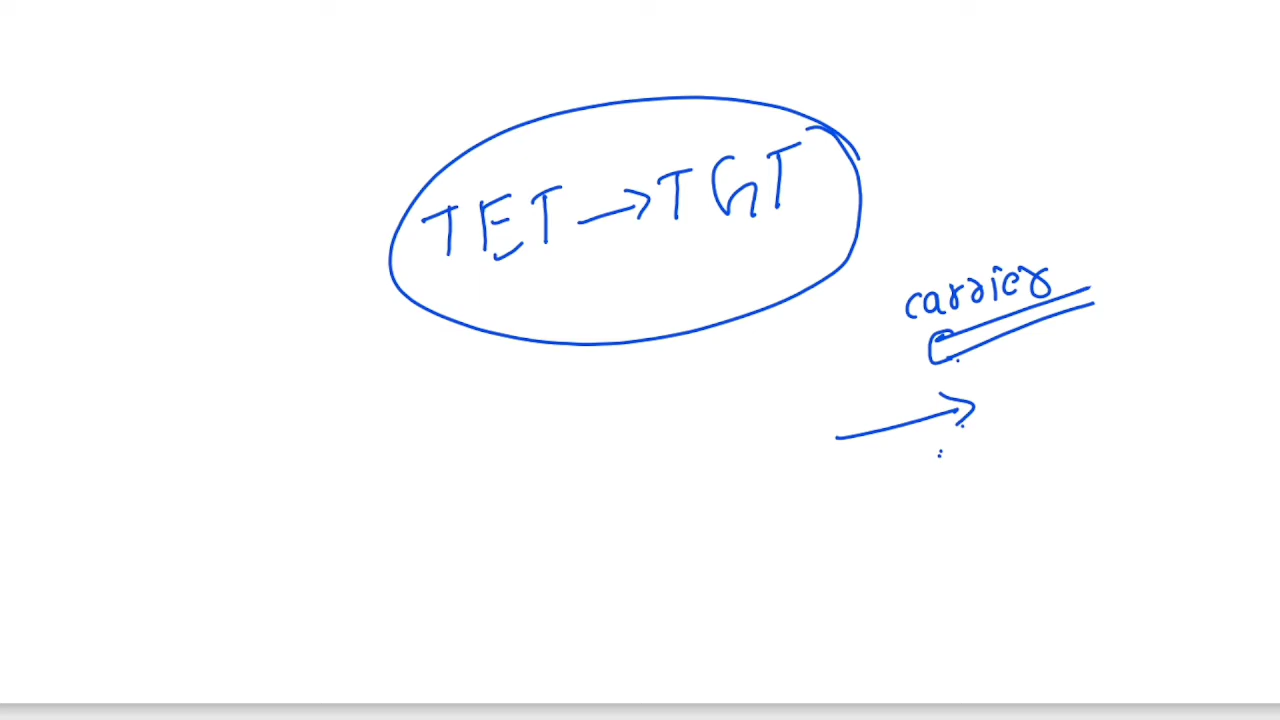 TET → TGT
carrier
→